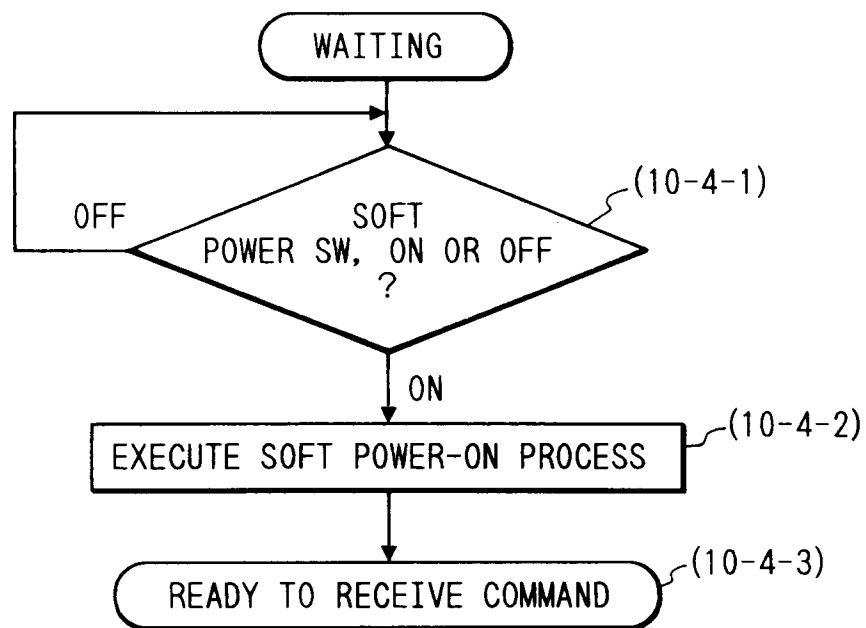 WAITING
(10-4-1)
OFF
SOFT
POWER SW, ON OR OFF
?
ON
(10-4-2)
EXECUTE SOFT POWER-ON PROCESS
(10-4-3)
READY TO RECEIVE COMMAND